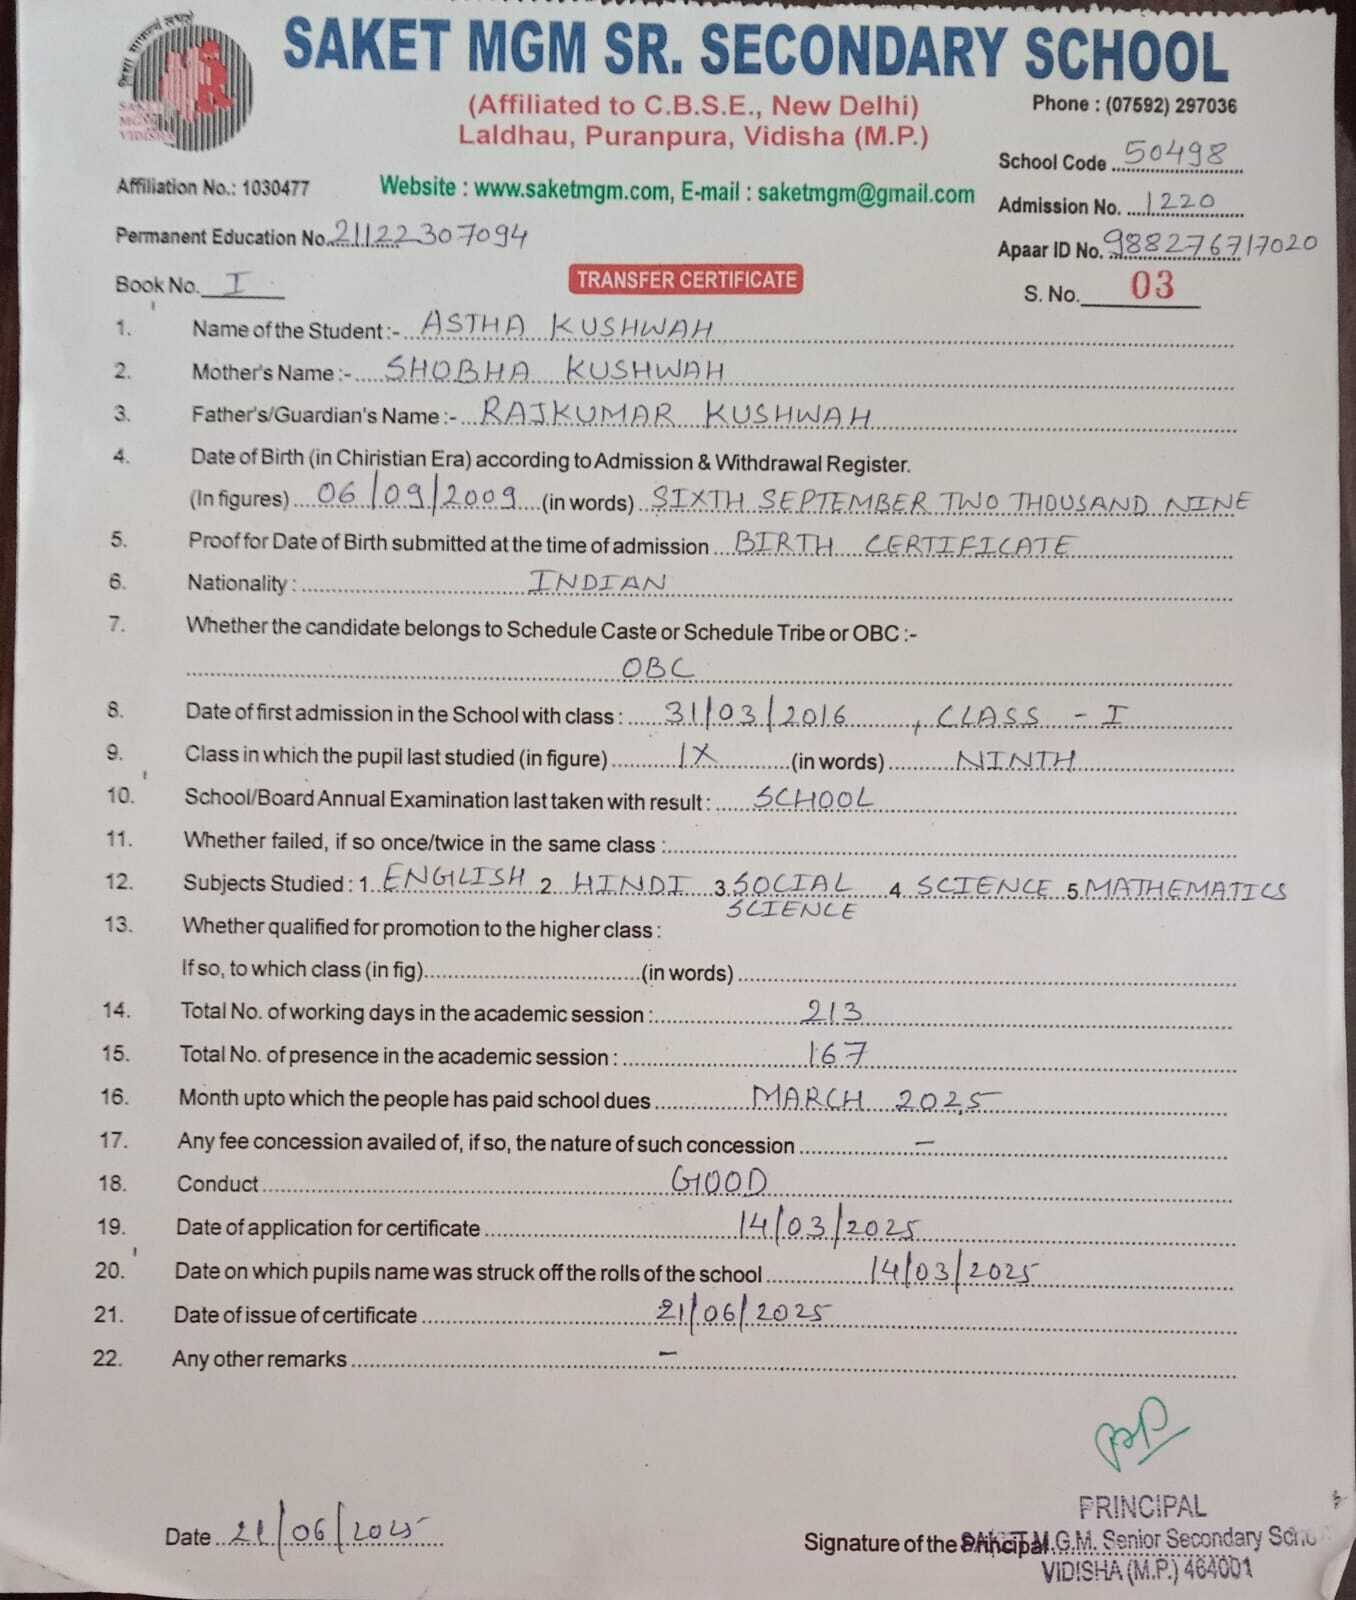 विद्या साफल्यं लभते
SAKET
MGM
VIDISHA
SAKET MGM SR. SECONDARY SCHOOL
(Affiliated to C.B.S.E., New Delhi)
Phone : (07592) 297036
Laldhau, Puranpura, Vidisha (M.P.)
School Code 50498
Affiliation No.: 1030477
Website : www.saketmgm.com, E-mail : saketmgm@gmail.com
Admission No. 1220
Permanent Education No. 21122307094
Apaar ID No. 988276717020
Book No. I
TRANSFER CERTIFICATE
S. No. 03
1. Name of the Student :- ASTHA KUSHWAH
2. Mother's Name :- SHOBHA KUSHWAH
3. Father's/Guardian's Name :- RAJKUMAR KUSHWAH
4. Date of Birth (in Chiristian Era) according to Admission & Withdrawal Register.
(In figures) 06/09/2009 (in words) SIXTH SEPTEMBER TWO THOUSAND NINE
5. Proof for Date of Birth submitted at the time of admission BIRTH CERTIFICATE
6. Nationality : INDIAN
7. Whether the candidate belongs to Schedule Caste or Schedule Tribe or OBC :-
OBC
8. Date of first admission in the School with class : 31/03/2016 , CLASS - I
9. Class in which the pupil last studied (in figure) IX (in words) NINTH
10. School/Board Annual Examination last taken with result : SCHOOL
11. Whether failed, if so once/twice in the same class :
12. Subjects Studied : 1. ENGLISH 2. HINDI 3. SOCIAL SCIENCE 4. SCIENCE 5. MATHEMATICS
13. Whether qualified for promotion to the higher class :
If so, to which class (in fig) (in words)
14. Total No. of working days in the academic session : 213
15. Total No. of presence in the academic session : 167
16. Month upto which the people has paid school dues MARCH 2025
17. Any fee concession availed of, if so, the nature of such concession —
18. Conduct GOOD
19. Date of application for certificate 14/03/2025
20. Date on which pupils name was struck off the rolls of the school 14/03/2025
21. Date of issue of certificate 21/06/2025
22. Any other remarks —
PRINCIPAL
Date 21/06/2025
Signature of the Principal
SAKET M.G.M. Senior Secondary School
VIDISHA (M.P.) 464001